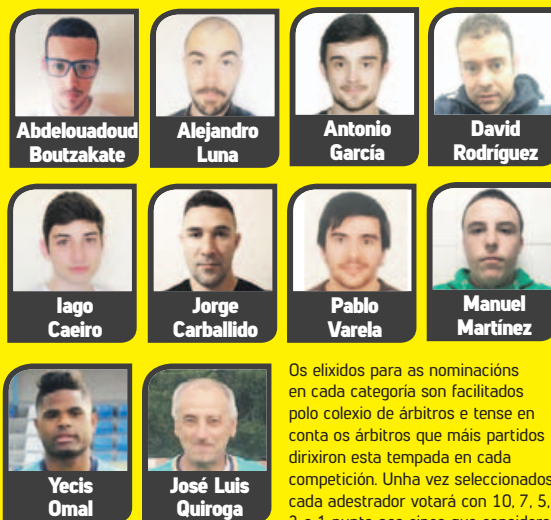 Abdelouadoud
Boutzakate
Alejandro
Luna
Antonio
García
David
Rodríguez
Iago
Caeiro
Jorge
Carballido
Pablo
Varela
Manuel
Martínez
Yecis
Omal
José Luis
Quiroga
Os elixidos para as nominacións
en cada categoría son facilitados
polo colexio de árbitros e tense en
conta os árbitros que máis partidos
dirixiron esta tempada en cada
competición. Unha vez seleccionados
cada adestrador votará con 10, 7, 5,